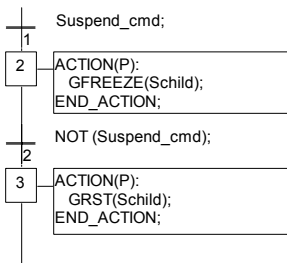 Suspend_cmd;
1
2
ACTION(P):
GFREEZE(Schild);
END_ACTION;
NOT (Suspend_cmd);
2
3
ACTION(P):
GRST(Schild);
END_ACTION;